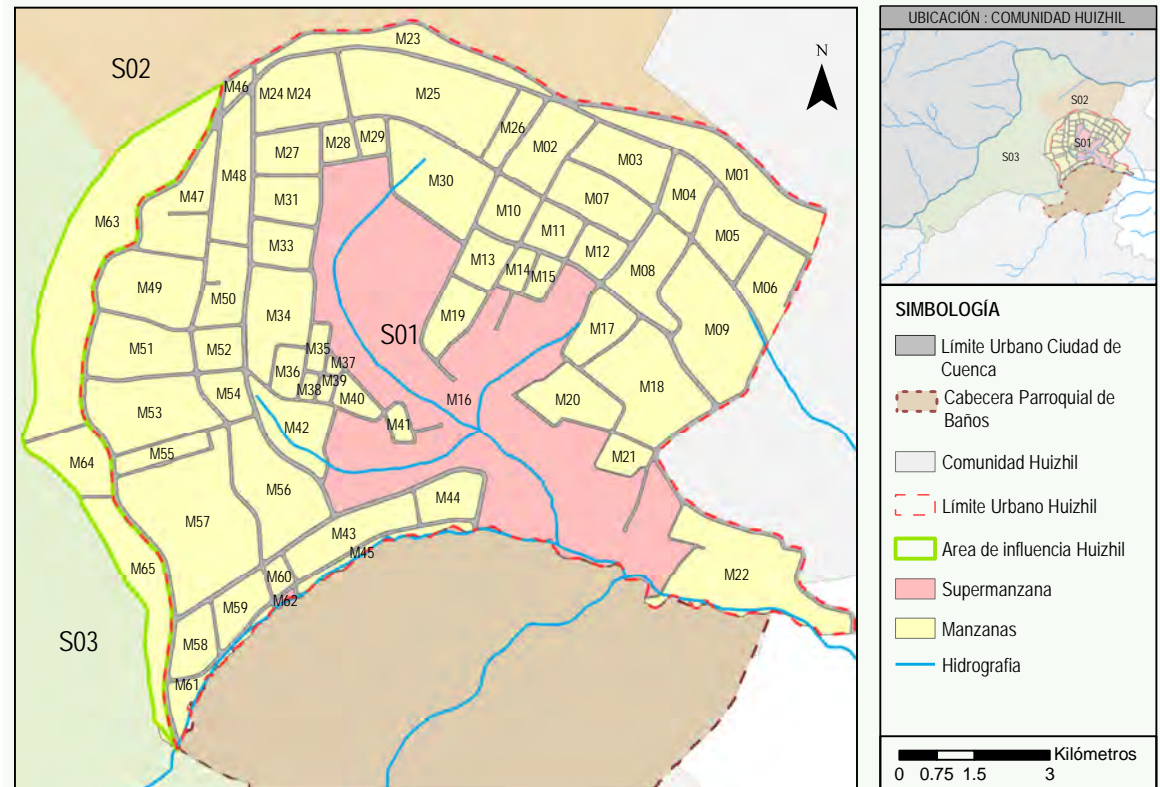 S02
M23
N
M46
M24 M24
M25
M26
M28
M29
M02
M27
M03
M01
M48
M30
M04
M47
M31
M07
M10
M63
M11
M05
M33
M12
M13
M14
M15
M08
M06
M49
M50
M34
M19
M17
M09
S01
M51
M52
M35
M37
M36
M39
M38
M18
M54
M40
M16
M20
M53
M41
M42
M55
M21
M64
M44
M56
M57
M43
M45
M65
M60
M22
M62
M59
S03
M58
M61
UBICACIÓN : COMUNIDAD HUIZHIL
S02
S01
S03
SIMBOLOGÍA
Límite Urbano Ciudad de
Cuenca
Cabecera Parroquial de
Baños
Comunidad Huizhil
Límite Urbano Huizhil
Area de influencia Huizhil
Supermanzana
Manzanas
Hidrografia
Kilómetros
0 0.75 1.5 3